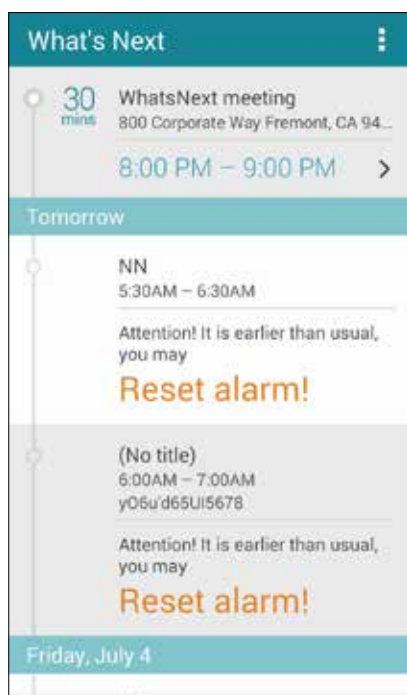 What's Next
30 mins
WhatsNext meeting
800 Corporate Way Fremont, CA 94...
8:00 PM – 9:00 PM
Tomorrow
NN
5:30AM – 6:30AM
Attention! It is earlier than usual,
you may
Reset alarm!
(No title)
6:00AM – 7:00AM
yO6u'd65UI5678
Attention! It is earlier than usual,
you may
Reset alarm!
Friday, July 4